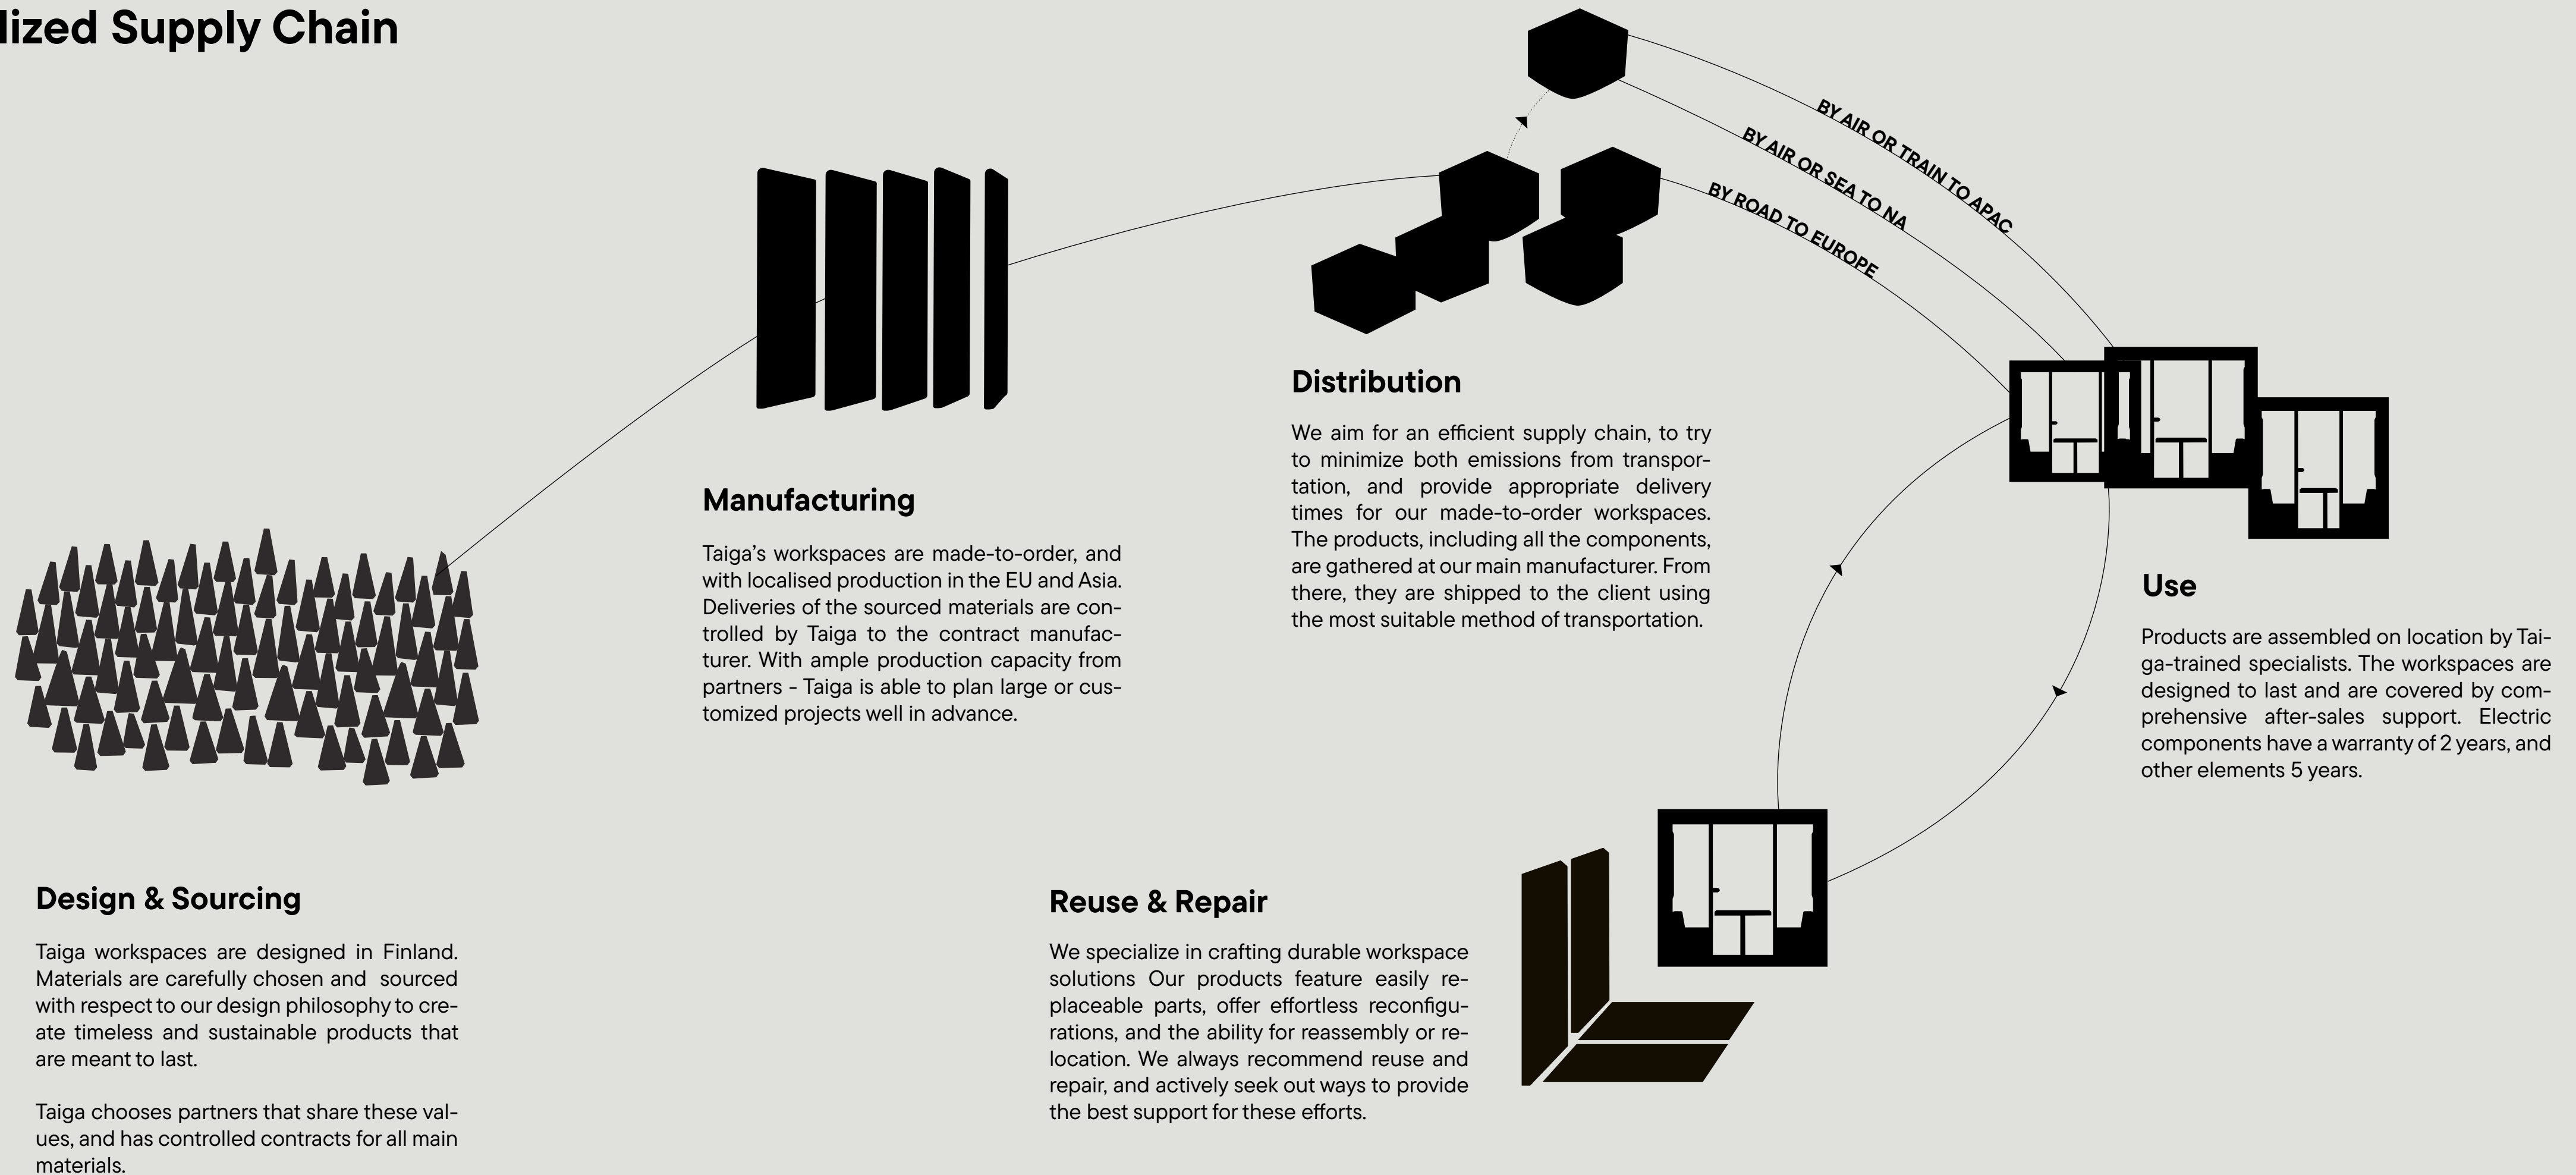 lized Supply Chain
BY AIR OR TRAIN TO APAC
BY AIR OR SEA TO NA
BY ROAD TO EUROPE
Distribution
We aim for an efficient supply chain, to try
to minimize both emissions from transpor-
tation, and provide appropriate delivery
times for our made-to-order workspaces.
The products, including all the components,
are gathered at our main manufacturer. From
there, they are shipped to the client using
the most suitable method of transportation.
Manufacturing
Taiga’s workspaces are made-to-order, and
with localised production in the EU and Asia.
Deliveries of the sourced materials are con-
trolled by Taiga to the contract manufac-
turer. With ample production capacity from
partners - Taiga is able to plan large or cus-
tomized projects well in advance.
Use
Products are assembled on location by Tai-
ga-trained specialists. The workspaces are
designed to last and are covered by com-
prehensive after-sales support. Electric
components have a warranty of 2 years, and
other elements 5 years.
Design & Sourcing
Taiga workspaces are designed in Finland.
Materials are carefully chosen and sourced
with respect to our design philosophy to cre-
ate timeless and sustainable products that
are meant to last.
Taiga chooses partners that share these val-
ues, and has controlled contracts for all main
materials.
Reuse & Repair
We specialize in crafting durable workspace
solutions Our products feature easily re-
placeable parts, offer effortless reconfigu-
rations, and the ability for reassembly or re-
location. We always recommend reuse and
repair, and actively seek out ways to provide
the best support for these efforts.